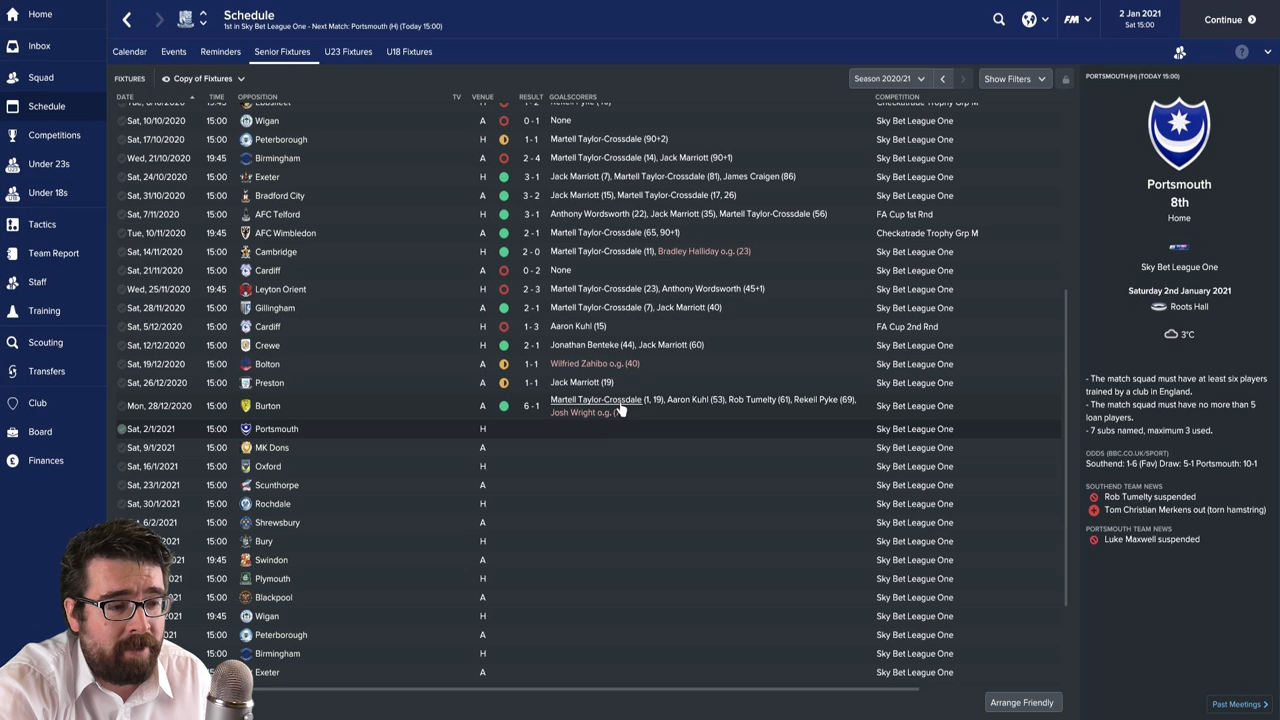 Home
Inbox
Squad
Schedule
Competitions
Under 23s
Under 18s
Tactics
Team Report
Staff
Training
Scouting
Transfers
Club
Board
Finances
Schedule
1st in Sky Bet League One - Next Match: Portsmouth (H) (Today 15:00)
FM
2 Jan 2021
Sat 15:00
Continue
Calendar Events Reminders Senior Fixtures U23 Fixtures U18 Fixtures
FIXTURES Copy of Fixtures Season 2020/21 Show Filters
DATE TIME OPPOSITION TV VENUE RESULT GOALSCORERS COMPETITION
Checkatrade Trophy Grp M
Sat, 10/10/2020 15:00 Wigan A 0 - 1 None Sky Bet League One
Sat, 17/10/2020 15:00 Peterborough H 1 - 1 Martell Taylor-Crossdale (90+2) Sky Bet League One
Wed, 21/10/2020 19:45 Birmingham A 2 - 4 Martell Taylor-Crossdale (14), Jack Marriott (90+1) Sky Bet League One
Sat, 24/10/2020 15:00 Exeter H 3 - 1 Jack Marriott (7), Martell Taylor-Crossdale (81), James Craigen (86) Sky Bet League One
Sat, 31/10/2020 15:00 Bradford City A 3 - 2 Jack Marriott (15), Martell Taylor-Crossdale (17, 26) Sky Bet League One
Sat, 7/11/2020 15:00 AFC Telford H 3 - 1 Anthony Wordsworth (22), Jack Marriott (35), Martell Taylor-Crossdale (56) FA Cup 1st Rnd
Tue, 10/11/2020 19:45 AFC Wimbledon A 2 - 1 Martell Taylor-Crossdale (65, 90+1) Checkatrade Trophy Grp M
Sat, 14/11/2020 15:00 Cambridge H 2 - 0 Martell Taylor-Crossdale (11), Bradley Halliday o.g. (23) Sky Bet League One
Sat, 21/11/2020 15:00 Cardiff A 0 - 2 None Sky Bet League One
Wed, 25/11/2020 19:45 Leyton Orient H 2 - 3 Martell Taylor-Crossdale (23), Anthony Wordsworth (45+1) Sky Bet League One
Sat, 28/11/2020 15:00 Gillingham A 2 - 1 Martell Taylor-Crossdale (7), Jack Marriott (40) Sky Bet League One
Sat, 5/12/2020 15:00 Cardiff H 1 - 3 Aaron Kuhl (15) FA Cup 2nd Rnd
Sat, 12/12/2020 15:00 Crewe H 2 - 1 Jonathan Benteke (44), Jack Marriott (60) Sky Bet League One
Sat, 19/12/2020 15:00 Bolton A 1 - 1 Wilfried Zahibo o.g. (40) Sky Bet League One
Sat, 26/12/2020 15:00 Preston A 1 - 1 Jack Marriott (19) Sky Bet League One
Mon, 28/12/2020 15:00 Burton A 6 - 1 Martell Taylor-Crossdale (1, 19), Aaron Kuhl (53), Rob Tumelty (61), Rekeil Pyke (69), Sky Bet League One
Josh Wright o.g.
Sat, 2/1/2021 15:00 Portsmouth H Sky Bet League One
Sat, 9/1/2021 15:00 MK Dons A Sky Bet League One
Sat, 16/1/2021 15:00 Oxford H Sky Bet League One
Sat, 23/1/2021 15:00 Scunthorpe A Sky Bet League One
Sat, 30/1/2021 15:00 Rochdale H Sky Bet League One
6/2/2021 15:00 Shrewsbury A Sky Bet League One
2021 15:00 Bury H Sky Bet League One
2021 19:45 Swindon A Sky Bet League One
2021 15:00 Plymouth H Sky Bet League One
2021 15:00 Blackpool A Sky Bet League One
021 19:45 Wigan H Sky Bet League One
021 15:00 Peterborough A Sky Bet League One
021 15:00 Birmingham H Sky Bet League One
15:00 Exeter A Sky Bet League One
Arrange Friendly
PORTSMOUTH (H) (TODAY 15:00)
Portsmouth
8th
Home
Sky Bet League One
Saturday 2nd January 2021
Roots Hall
3°C
- The match squad must have at least six players
trained by a club in England.
- The match squad must have no more than 5
loan players.
- 7 subs named, maximum 3 used.
ODDS (BBC.CO.UK/SPORT)
Southend: 1-6 (Fav) Draw: 5-1 Portsmouth: 10-1
SOUTHEND TEAM NEWS
Rob Tumelty suspended
Tom Christian Merkens out (torn hamstring)
PORTSMOUTH TEAM NEWS
Luke Maxwell suspended
Past Meetings